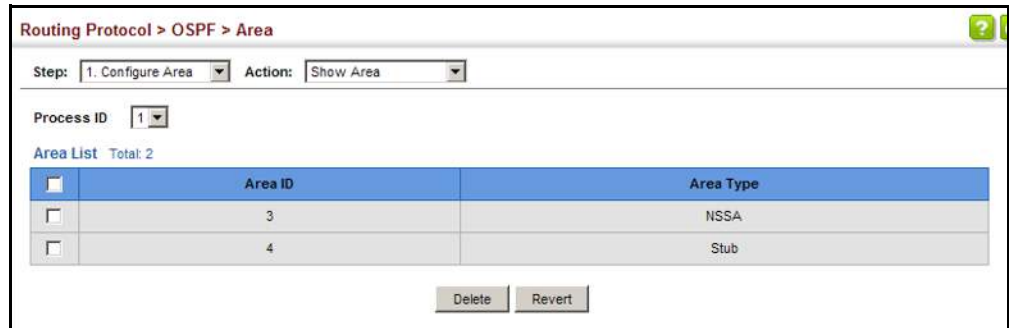 Routing Protocol > OSPF > Area
?
Step: 1. Configure Area Action: Show Area
Process ID 1
Area List Total: 2
Area ID Area Type
3 NSSA
4 Stub
Delete Revert